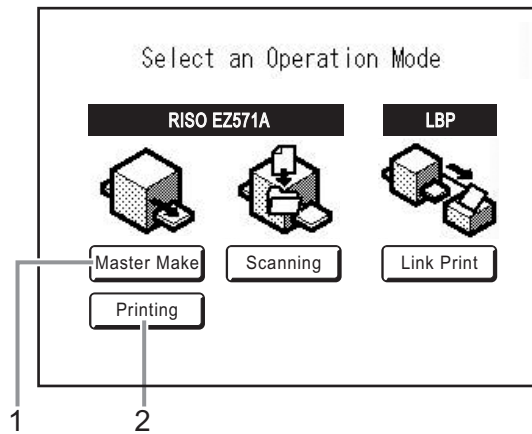 Select an Operation Mode
RISO EZ571A
LBP
Master Make
Scanning
Link Print
Printing
1
2